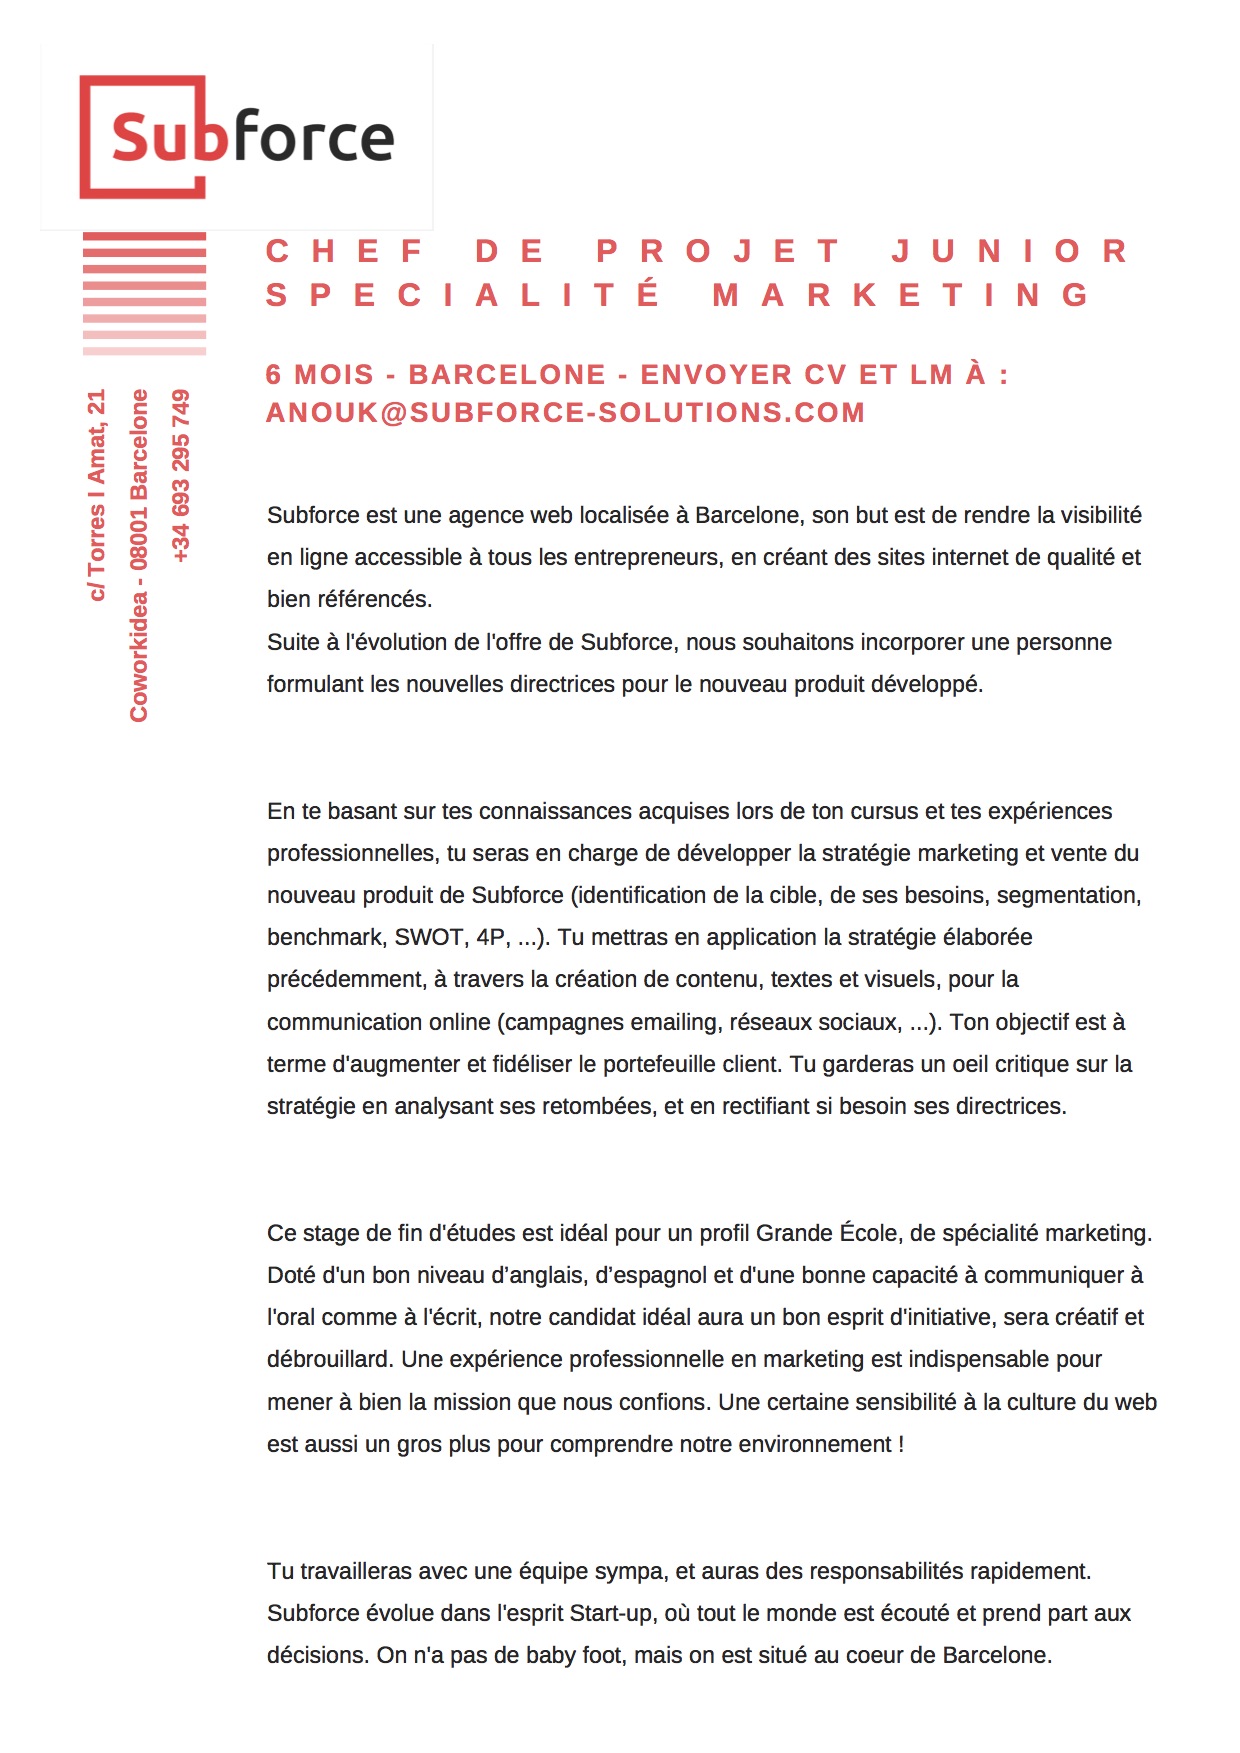 Subforce
CHEF DE PROJET JUNIOR
SPECIALITÉ MARKETING
6 MOIS - BARCELONE - ENVOYER CV ET LM À :
ANOUK@SUBFORCE-SOLUTIONS.COM
c/ Torres I Amat, 21
Coworkidea - 08001 Barcelone
+34 693 295 749
Subforce est une agence web localisée à Barcelone, son but est de rendre la visibilité
en ligne accessible à tous les entrepreneurs, en créant des sites internet de qualité et
bien référencés.
Suite à l'évolution de l'offre de Subforce, nous souhaitons incorporer une personne
formulant les nouvelles directrices pour le nouveau produit développé.
En te basant sur tes connaissances acquises lors de ton cursus et tes expériences
professionnelles, tu seras en charge de développer la stratégie marketing et vente du
nouveau produit de Subforce (identification de la cible, de ses besoins, segmentation,
benchmark, SWOT, 4P, ...). Tu mettras en application la stratégie élaborée
précédemment, à travers la création de contenu, textes et visuels, pour la
communication online (campagnes emailing, réseaux sociaux, ...). Ton objectif est à
terme d'augmenter et fidéliser le portefeuille client. Tu garderas un oeil critique sur la
stratégie en analysant ses retombées, et en rectifiant si besoin ses directrices.
Ce stage de fin d'études est idéal pour un profil Grande École, de spécialité marketing.
Doté d'un bon niveau d’anglais, d’espagnol et d'une bonne capacité à communiquer à
l'oral comme à l'écrit, notre candidat idéal aura un bon esprit d'initiative, sera créatif et
débrouillard. Une expérience professionnelle en marketing est indispensable pour
mener à bien la mission que nous confions. Une certaine sensibilité à la culture du web
est aussi un gros plus pour comprendre notre environnement !
Tu travailleras avec une équipe sympa, et auras des responsabilités rapidement.
Subforce évolue dans l'esprit Start-up, où tout le monde est écouté et prend part aux
décisions. On n'a pas de baby foot, mais on est situé au coeur de Barcelone.